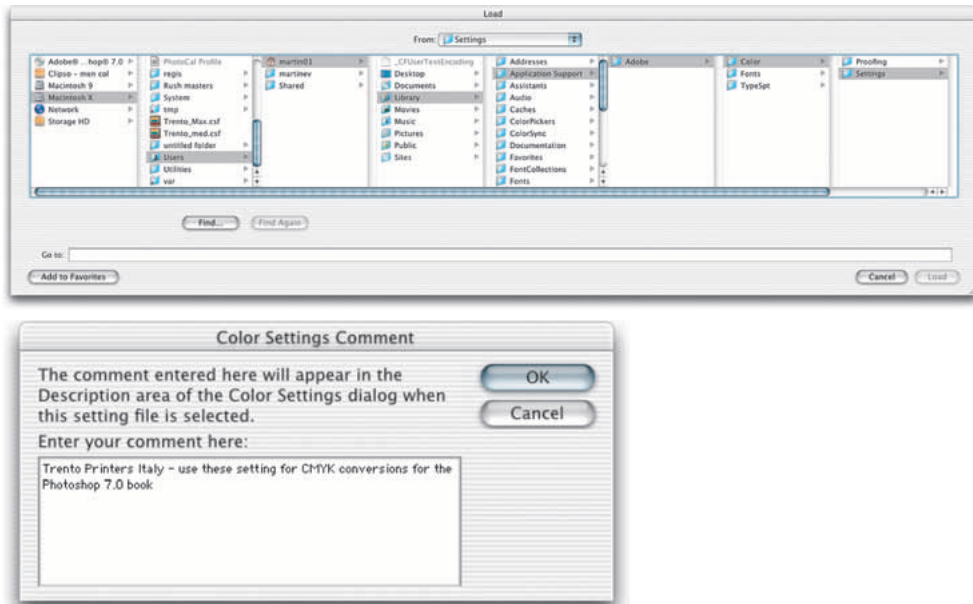 Load
From: Settings
Adobe® ...hop® 7.0
Clipso - men col
Macintosh 9
Macintosh X
Network
Storage HD
PhotoCal Profile
regis
Rush masters
System
tmp
Trento_Max.csf
Trento_med.csf
untitled folder
Users
Utilities
var
martin01
martinev
Shared
_CFUserTextEncoding
Desktop
Documents
Library
Movies
Music
Pictures
Public
Sites
Addresses
Application Support
Assistants
Audio
Caches
ColorPickers
ColorSync
Documentation
Favorites
FontCollections
Fonts
Adobe
Color
Fonts
TypeSpt
Proofing
Settings
Find...
Find Again
Go to:
Add to Favorites
Cancel
Load
Color Settings Comment
The comment entered here will appear in the
Description area of the Color Settings dialog when
this setting file is selected.
OK
Cancel
Enter your comment here:
Trento Printers Italy - use these setting for CMYK conversions for the
Photoshop 7.0 book